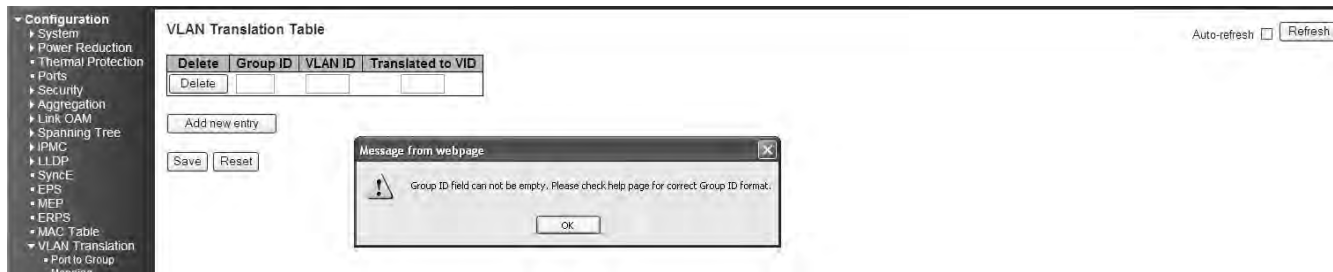 Configuration
System
Power Reduction
Thermal Protection
Ports
Security
Aggregation
Link OAM
Spanning Tree
IPMC
LLDP
SyncE
EPS
MEP
ERPS
MAC Table
VLAN Translation
Port to Group
Mapping
VLAN Translation Table
Auto-refresh Refresh
Delete Group ID VLAN ID Translated to VID
Delete
Add new entry
Save Reset
Message from webpage
Group ID field can not be empty. Please check help page for correct Group ID format.
OK